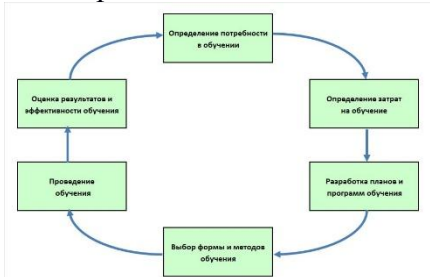 Определение потребности
в обучении
Определение затрат
на обучение
Разработка планов и
программ обучения
Выбор формы и методов
обучения
Проведение
обучения
Оценка результатов и
эффективности обучения